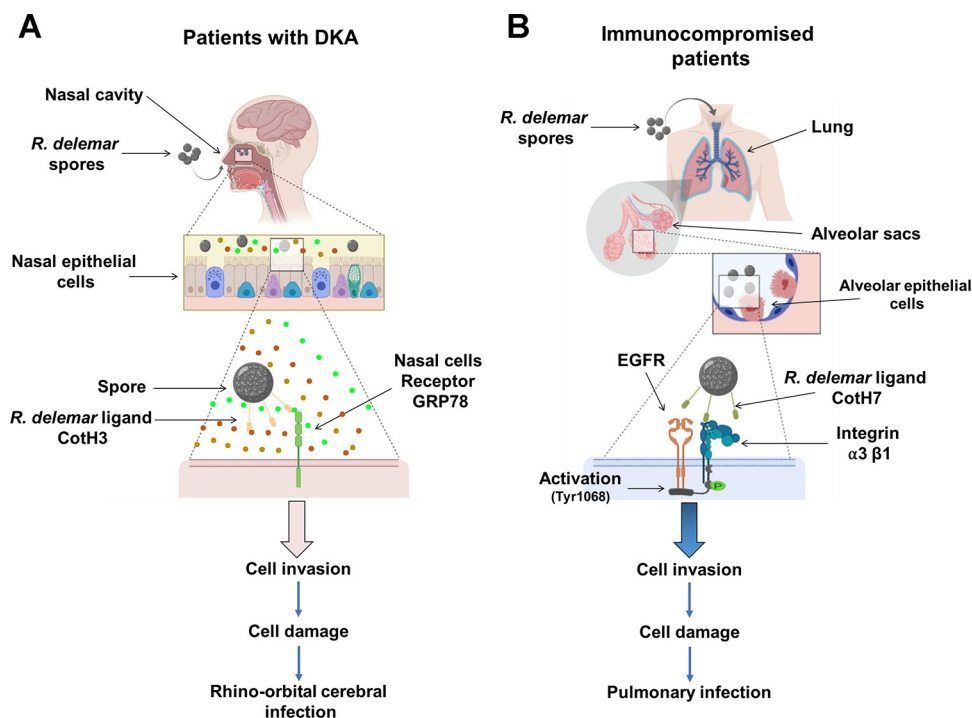 A
Patients with DKA
Nasal cavity
R. delemar
spores
Nasal epithelial
cells
Spore
R. delemar ligand
CotH3
Nasal cells
Receptor
GRP78
Cell invasion
Cell damage
Rhino-orbital cerebral
infection
B
Immunocompromised
patients
R. delemar
spores
Lung
Alveolar sacs
Alveolar epithelial
cells
EGFR
R. delemar ligand
CotH7
Integrin
α3 β1
Activation
(Tyr1068)
P
Cell invasion
Cell damage
Pulmonary infection